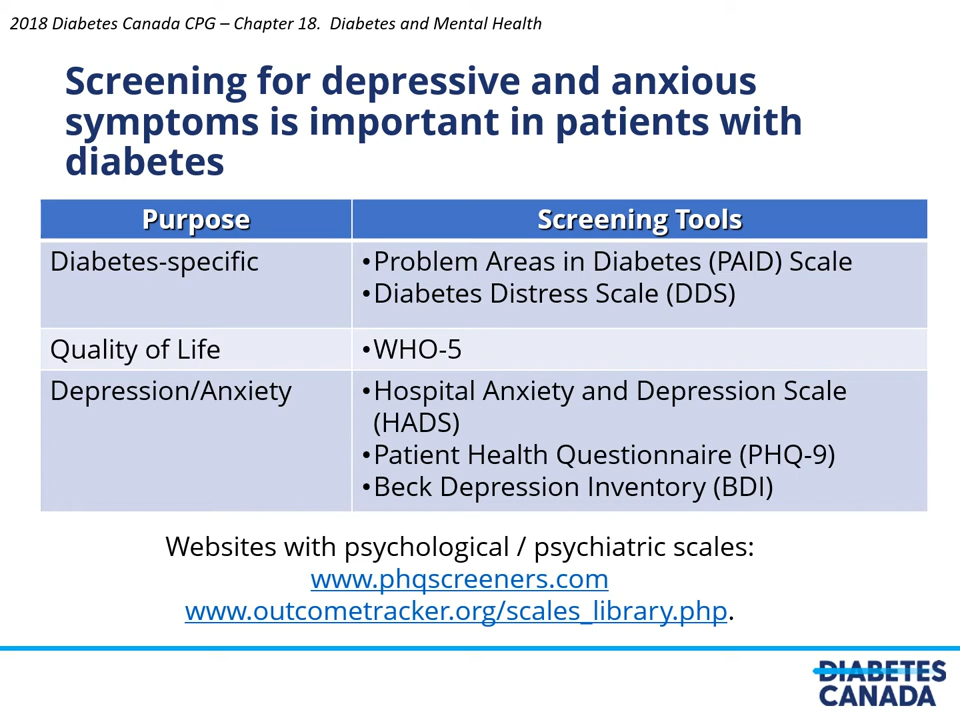 2018 Diabetes Canada CPG – Chapter 18.  Diabetes and Mental Health
Screening for depressive and anxious
symptoms is important in patients with
diabetes
Purpose
Screening Tools
Diabetes-specific
•Problem Areas in Diabetes (PAID) Scale
•Diabetes Distress Scale (DDS)
Quality of Life
•WHO-5
Depression/Anxiety
•Hospital Anxiety and Depression Scale
(HADS)
•Patient Health Questionnaire (PHQ-9)
•Beck Depression Inventory (BDI)
Websites with psychological / psychiatric scales:
www.phqscreeners.com
www.outcometracker.org/scales_library.php.
DIABETES
CANADA